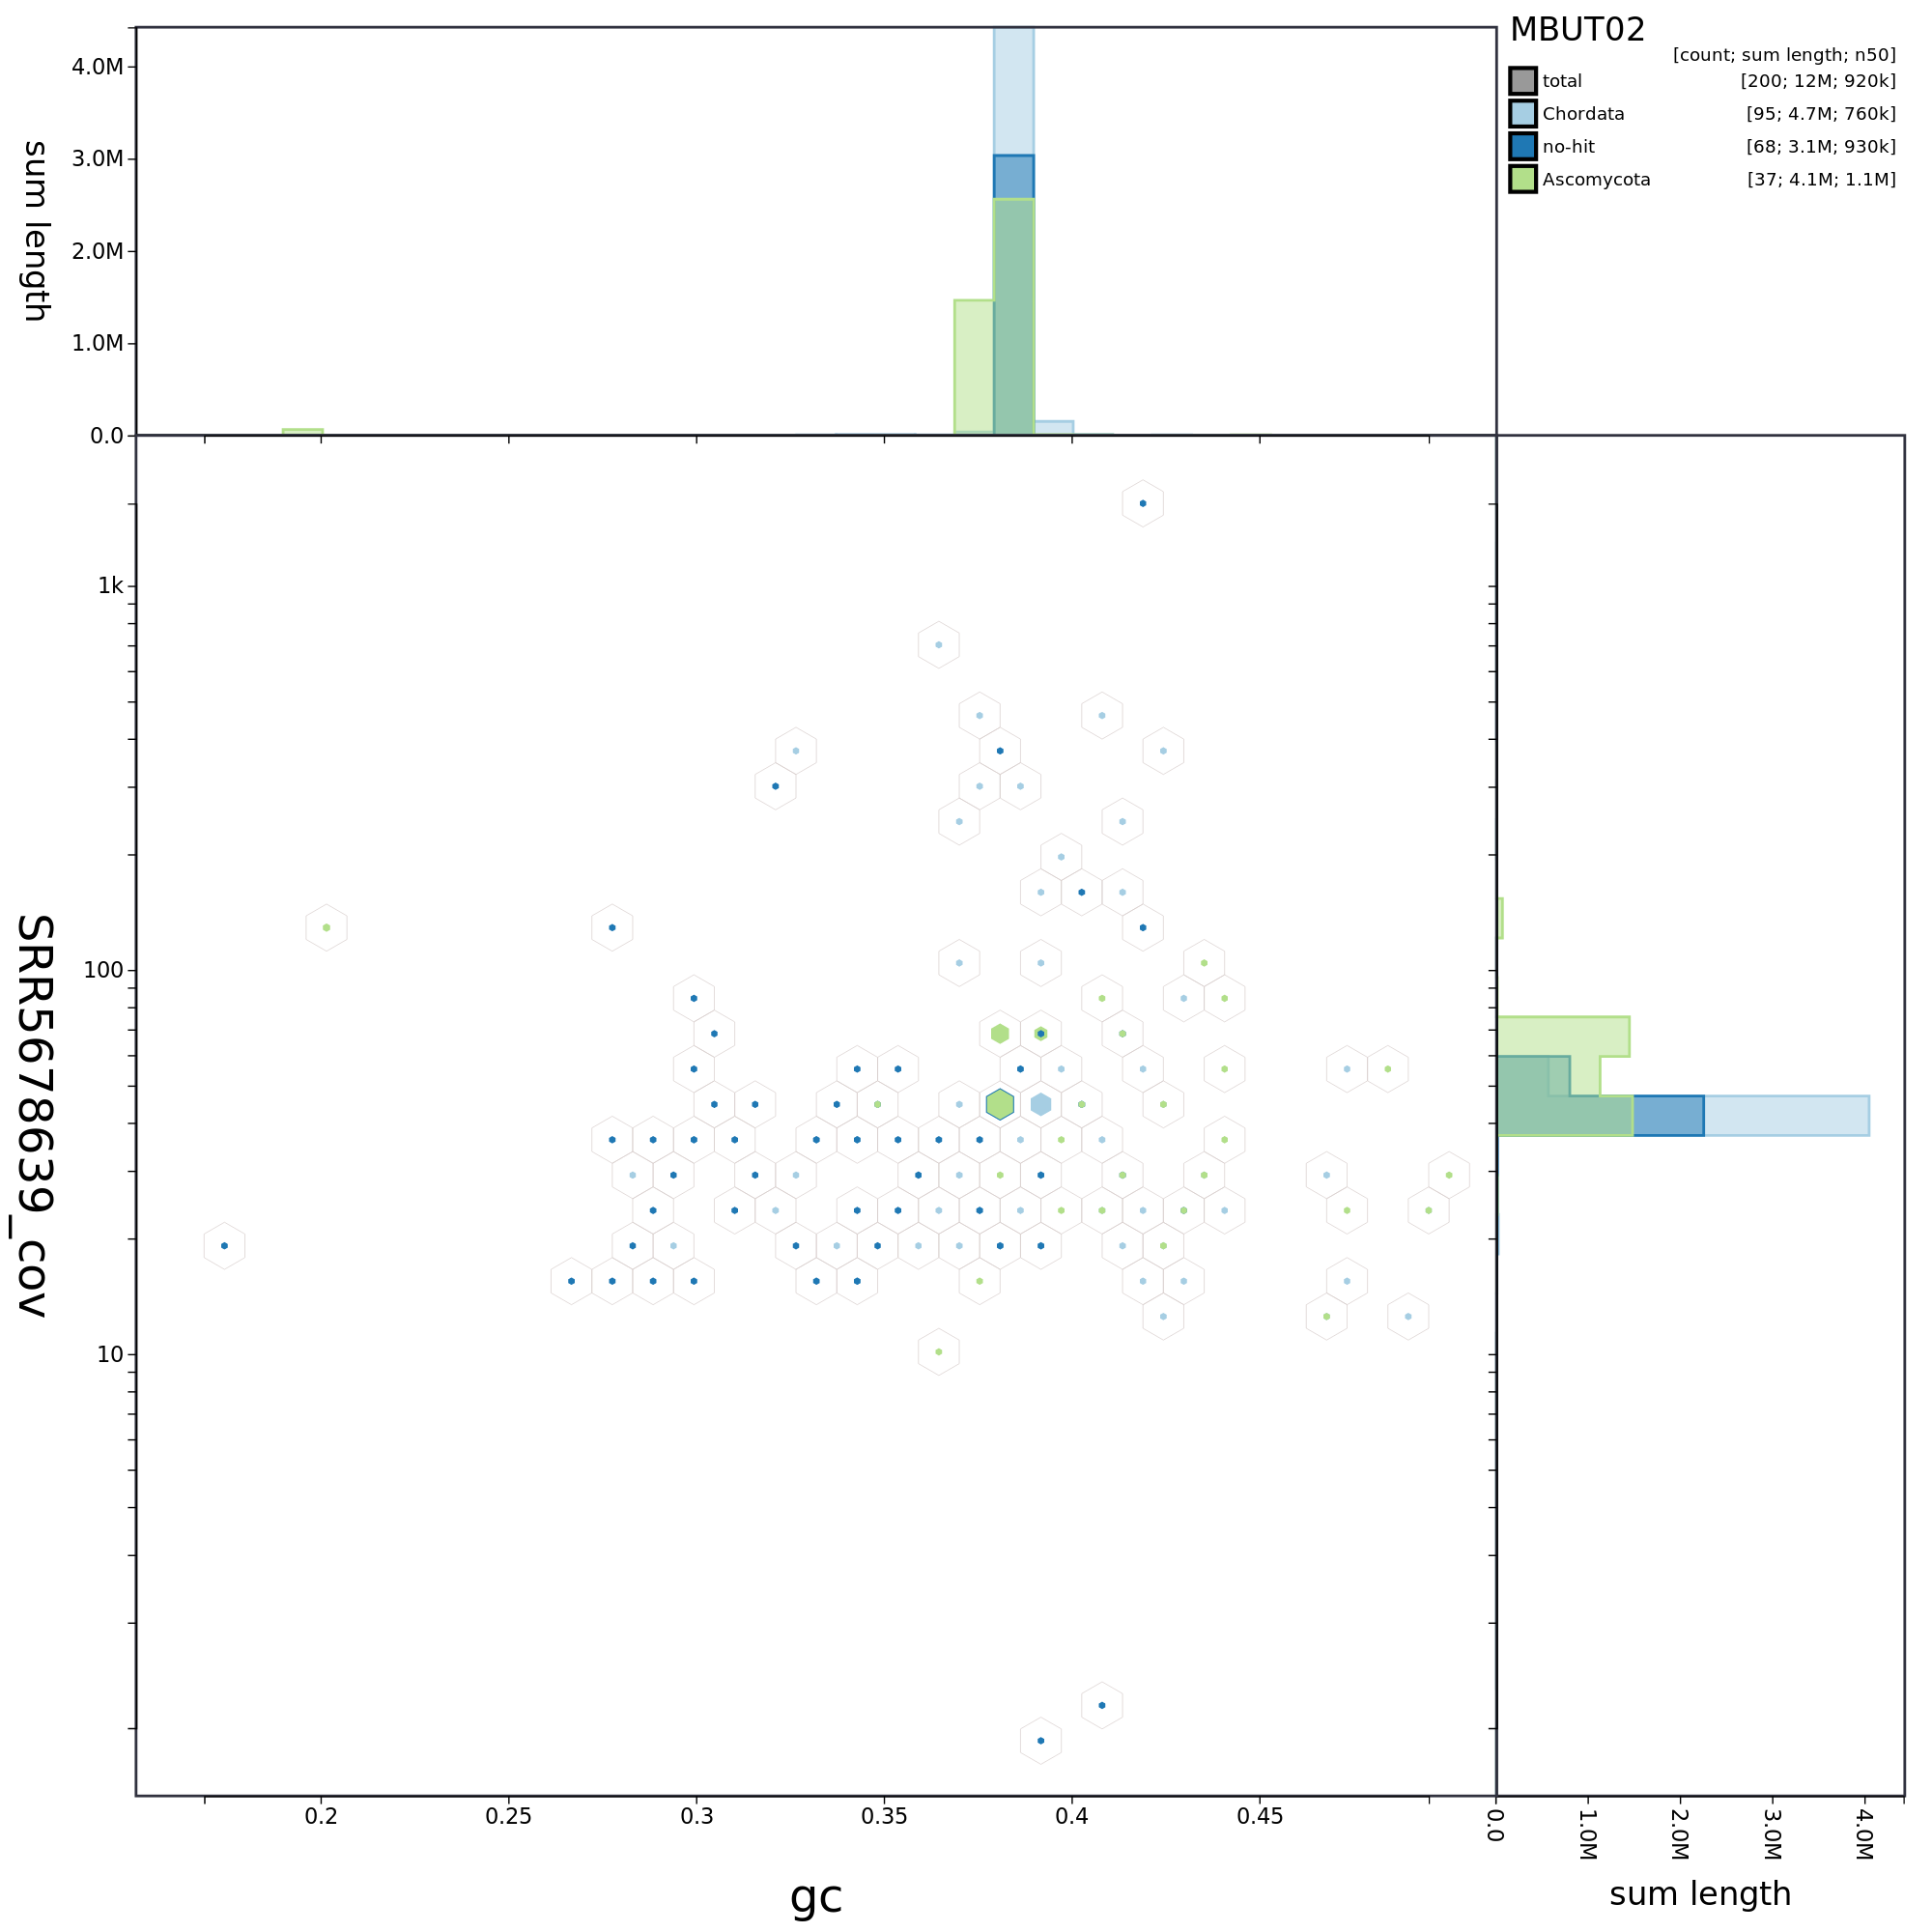 MBUT02
[count; sum length; n50]
total [200; 12M; 920k]
Chordata [95; 4.7M; 760k]
no-hit [68; 3.1M; 930k]
Ascomycota [37; 4.1M; 1.1M]
sum length
4.0M
3.0M
2.0M
1.0M
0.0
SRR5678639_cov
1k
100
10
0.2 0.25 0.3 0.35 0.4 0.45
gc
0.0 1.0M 2.0M 3.0M 4.0M
sum length